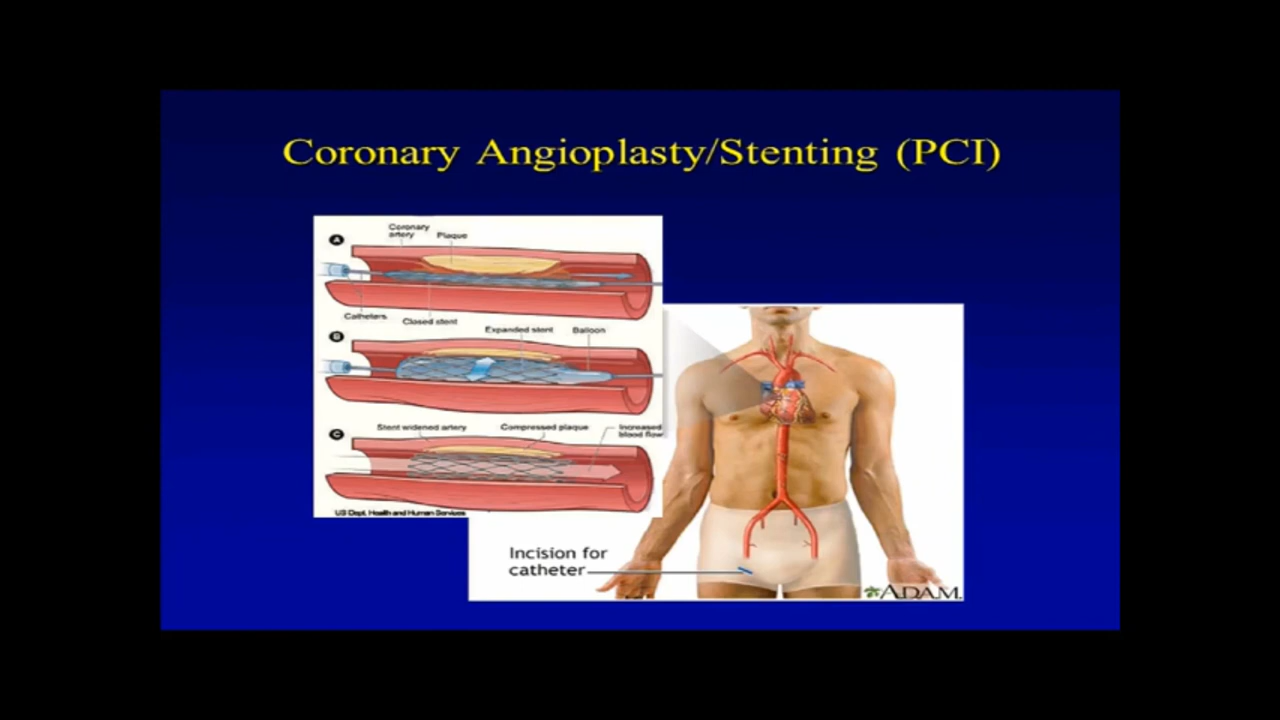 Coronary Angioplasty/Stenting (PCI)
A
Coronary
artery
Plaque
Catheters
Closed stent
B
Expanded stent
Balloon
C
Stent widened artery
Compressed plaque
Increased
blood flow
US Dept. Health and Human Services
Incision for
catheter
ADAM.